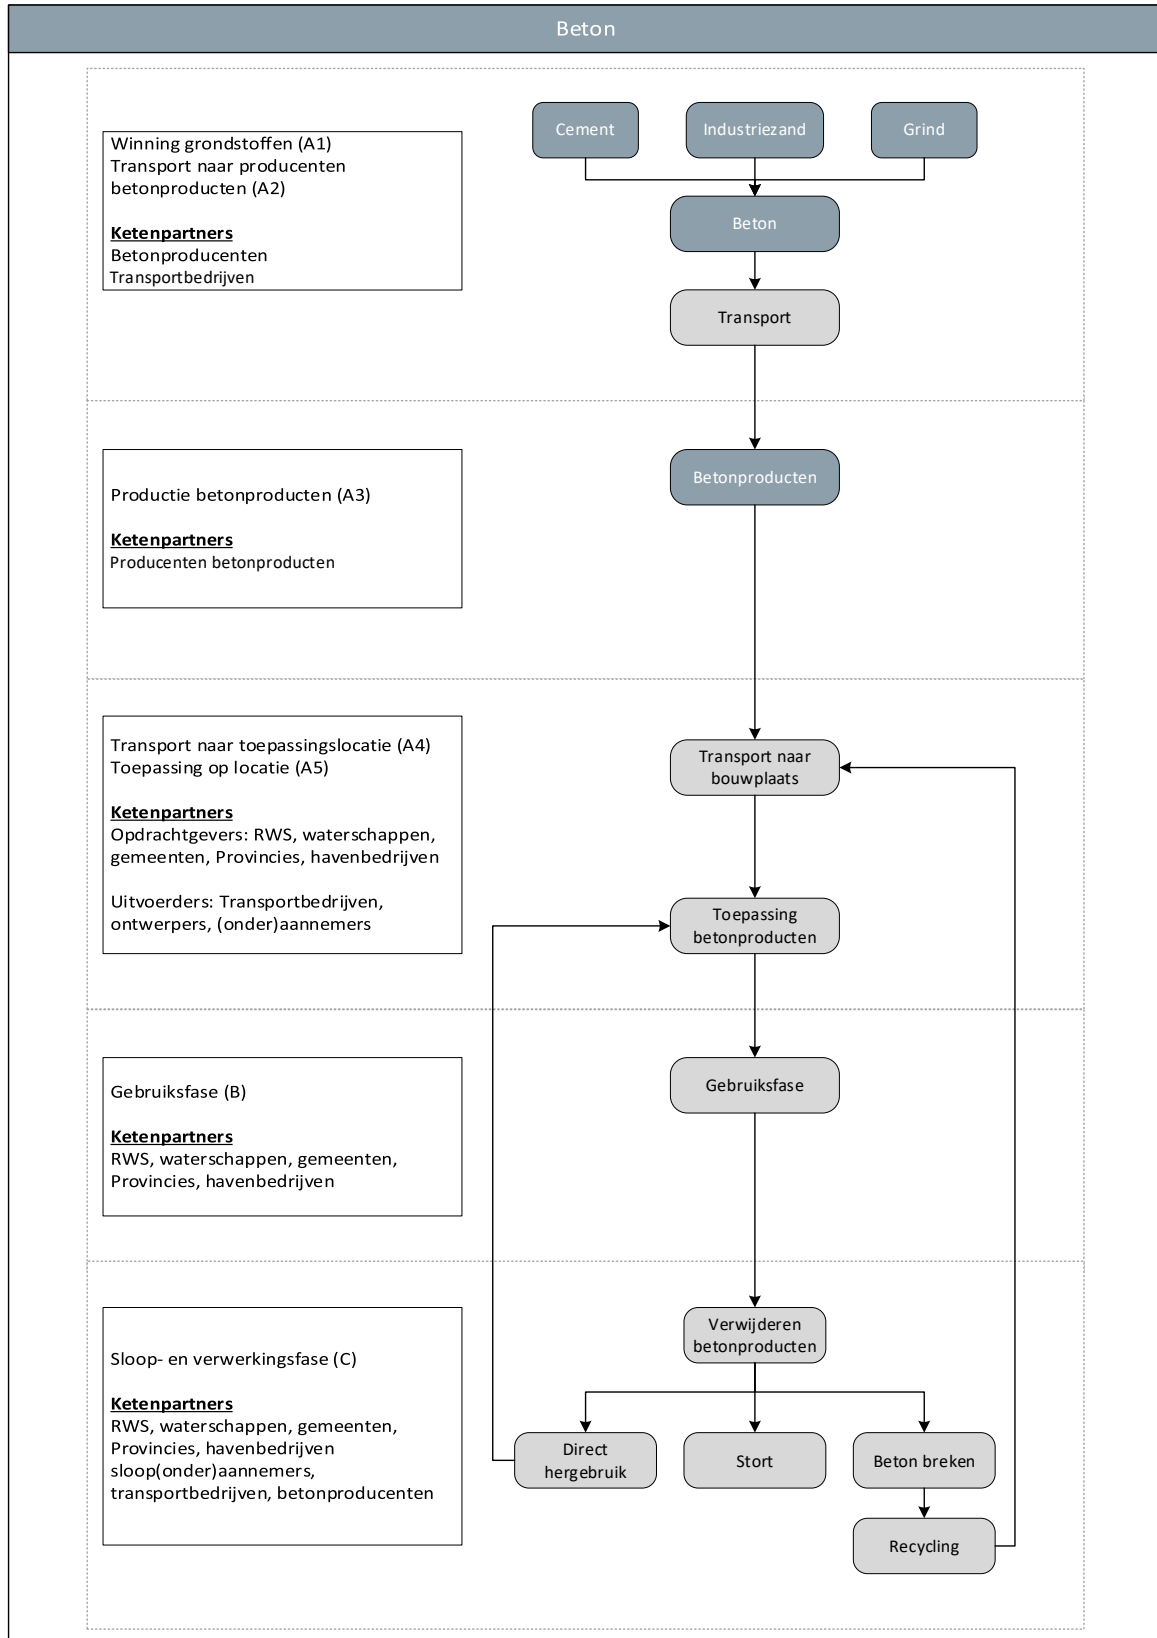 Beton
Winning grondstoffen (A1)
Transport naar producenten
betonproducten (A2)
Ketenpartners
Betonproducenten
Transportbedrijven
Cement
Industriezand
Grind
Beton
Transport
Productie betonproducten (A3)
Ketenpartners
Producenten betonproducten
Betonproducten
Transport naar toepassingslocatie (A4)
Toepassing op locatie (A5)
Ketenpartners
Opdrachtgevers: RWS, waterschappen,
gemeenten, Provincies, havenbedrijven
Uitvoerders: Transportbedrijven,
ontwerpers, (onder)aannemers
Transport naar
bouwplaats
Toepassing
betonproducten
Gebruiksfase (B)
Ketenpartners
RWS, waterschappen, gemeenten,
Provincies, havenbedrijven
Gebruiksfase
Sloop- en verwerkingsfase (C)
Ketenpartners
RWS, waterschappen, gemeenten,
Provincies, havenbedrijven
sloop(onder)aannemers,
transportbedrijven, betonproducenten
Verwijderen
betonproducten
Direct
hergebruik
Stort
Beton breken
Recycling